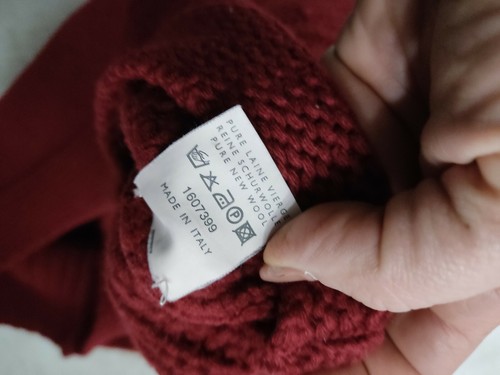 PURE LAINE VIERGE
REINE SCHURWOLLE
PURE NEW WOOL
P
1607399
MADE IN ITALY